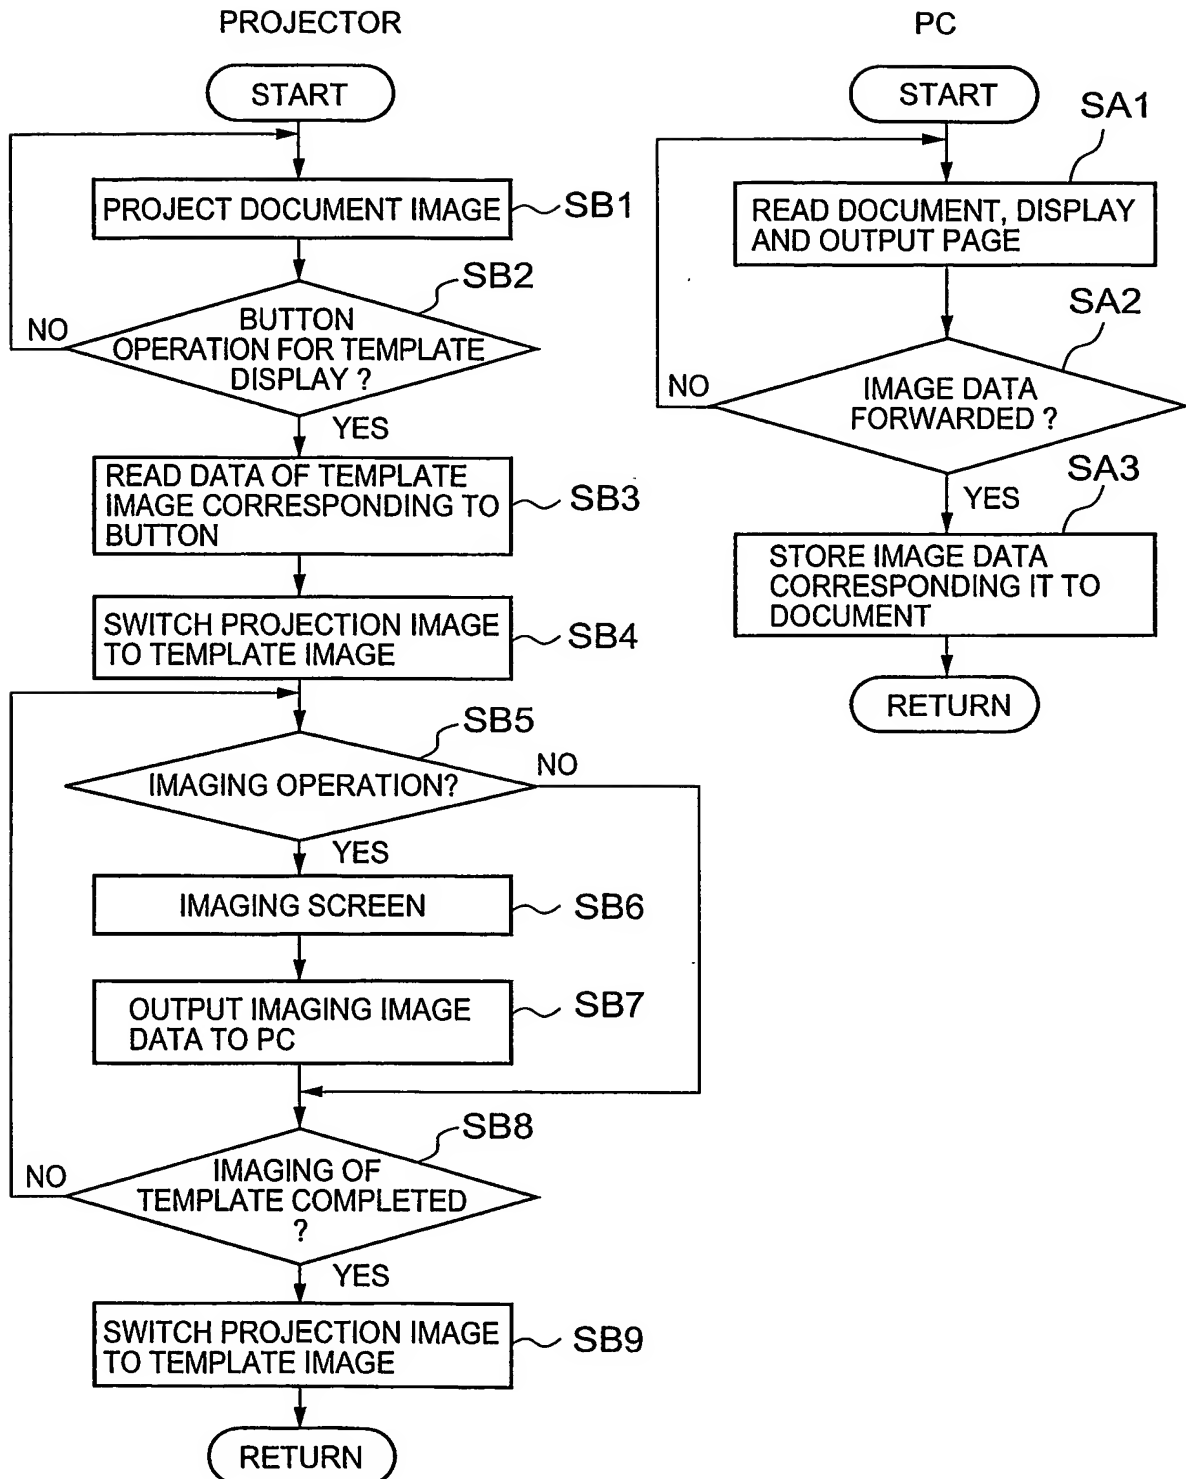 PROJECTOR
START
PROJECT DOCUMENT IMAGE
SB1
SB2
BUTTON
OPERATION FOR TEMPLATE
DISPLAY ?
NO
YES
READ DATA OF TEMPLATE
IMAGE CORRESPONDING TO
BUTTON
SB3
SWITCH PROJECTION IMAGE
TO TEMPLATE IMAGE
SB4
SB5
IMAGING OPERATION?
NO
YES
IMAGING SCREEN
SB6
OUTPUT IMAGING IMAGE
DATA TO PC
SB7
SB8
IMAGING OF
TEMPLATE COMPLETED
?
NO
YES
SWITCH PROJECTION IMAGE
TO TEMPLATE IMAGE
SB9
RETURN
PC
START
SA1
READ DOCUMENT, DISPLAY
AND OUTPUT PAGE
SA2
IMAGE DATA
FORWARDED ?
NO
YES
SA3
STORE IMAGE DATA
CORRESPONDING IT TO
DOCUMENT
RETURN